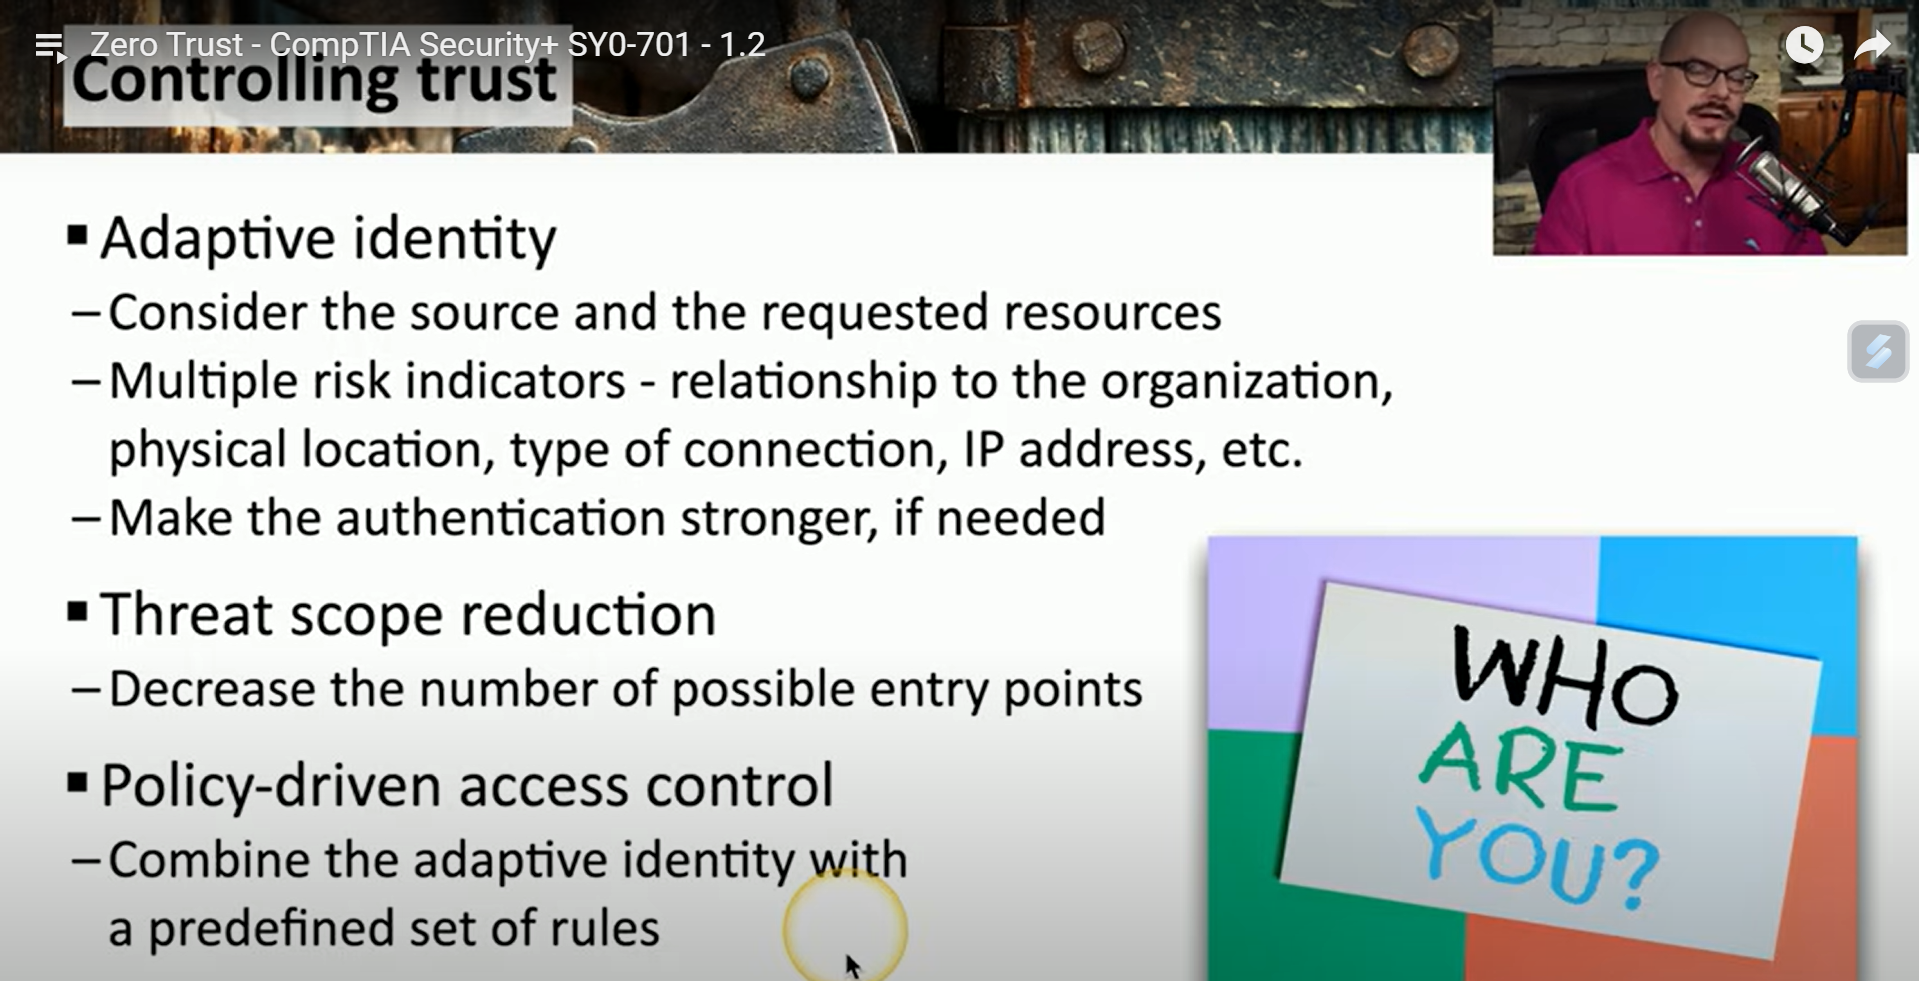 Zero Trust - CompTIA Security+ SY0-701 - 1.2
Controlling trust
▪ Adaptive identity
– Consider the source and the requested resources
– Multiple risk indicators - relationship to the organization,
physical location, type of connection, IP address, etc.
– Make the authentication stronger, if needed
▪ Threat scope reduction
– Decrease the number of possible entry points
▪ Policy-driven access control
– Combine the adaptive identity with
a predefined set of rules
WHO
ARE
YOU?